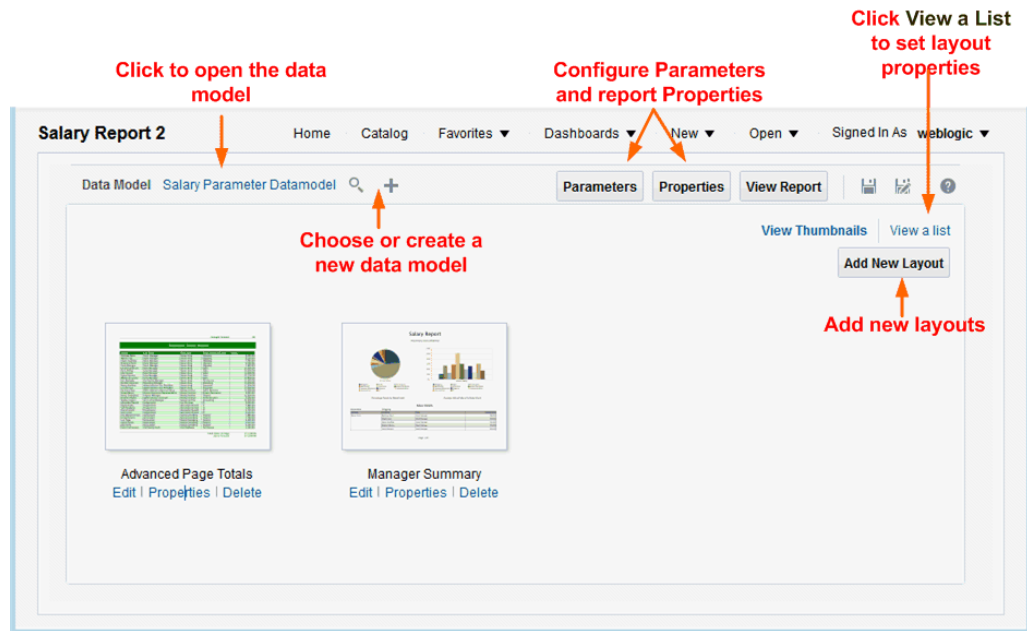 Click View a List
to set layout
properties
Click to open the data
model
Configure Parameters
and report Properties
Salary Report 2
Home
Catalog
Favorites
Dashboards
New
Open
Signed In As weblogic
Data Model Salary Parameter Datamodel
Parameters
Properties
View Report
View Thumbnails
View a list
Choose or create a
new data model
Add New Layout
Add new layouts
Salary Report
Advanced Page Totals
Edit | Properties | Delete
Manager Summary
Edit | Properties | Delete